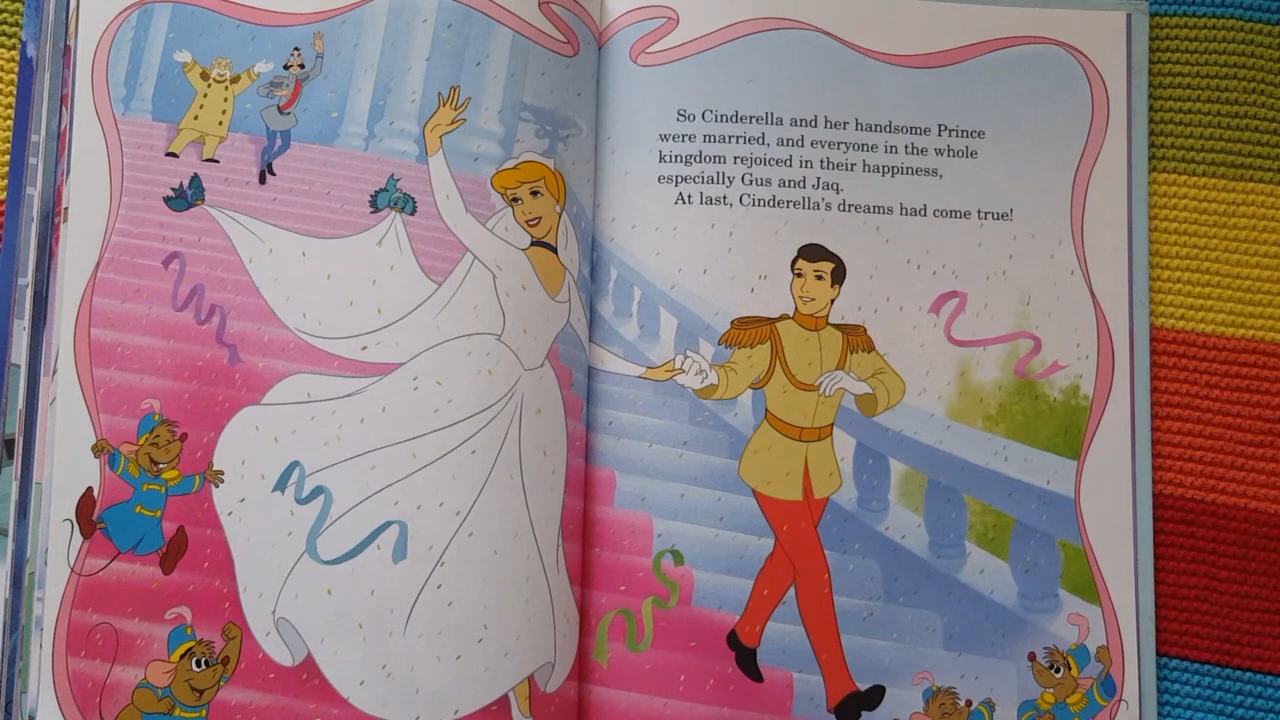 So Cinderella and her handsome Prince
were married, and everyone in the whole
kingdom rejoiced in their happiness,
especially Gus and Jaq.
At last, Cinderella's dreams had come true!